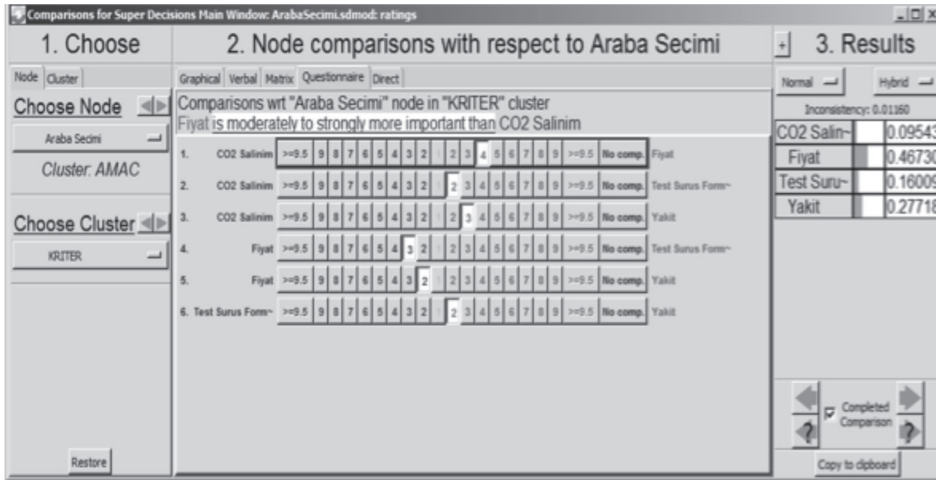 Comparisons for Super Decisions Main Window: ArabaSecimi.sdmod: ratings
1. Choose
Node Cluster
Choose Node
Araba Secimi
Cluster: AMAC
Choose Cluster
KRITER
Restore
2. Node comparisons with respect to Araba Secimi
Graphical Verbal Matrix Questionnaire Direct
Comparisons wrt "Araba Secimi" node in "KRITER" cluster
Fiyat is moderately to strongly more important than CO2 Salinim
1. CO2 Salinim >=9.5 9 8 7 6 5 4 3 2 1 2 3 4 5 6 7 8 9 >=9.5 No comp. Fiyat
2. CO2 Salinim >=9.5 9 8 7 6 5 4 3 2 1 2 3 4 5 6 7 8 9 >=9.5 No comp. Test Surus Form~
3. CO2 Salinim >=9.5 9 8 7 6 5 4 3 2 1 2 3 4 5 6 7 8 9 >=9.5 No comp. Yakit
4. Fiyat >=9.5 9 8 7 6 5 4 3 2 1 2 3 4 5 6 7 8 9 >=9.5 No comp. Test Surus Form~
5. Fiyat >=9.5 9 8 7 6 5 4 3 2 1 2 3 4 5 6 7 8 9 >=9.5 No comp. Yakit
6. Test Surus Form~ >=9.5 9 8 7 6 5 4 3 2 1 2 3 4 5 6 7 8 9 >=9.5 No comp. Yakit
+ 3. Results
Normal Hybrid
Inconsistency: 0.01160
CO2 Salin~ 0.09543
Fiyat 0.46730
Test Suru~ 0.16009
Yakit 0.27718
Completed
Comparison
? ?
Copy to clipboard